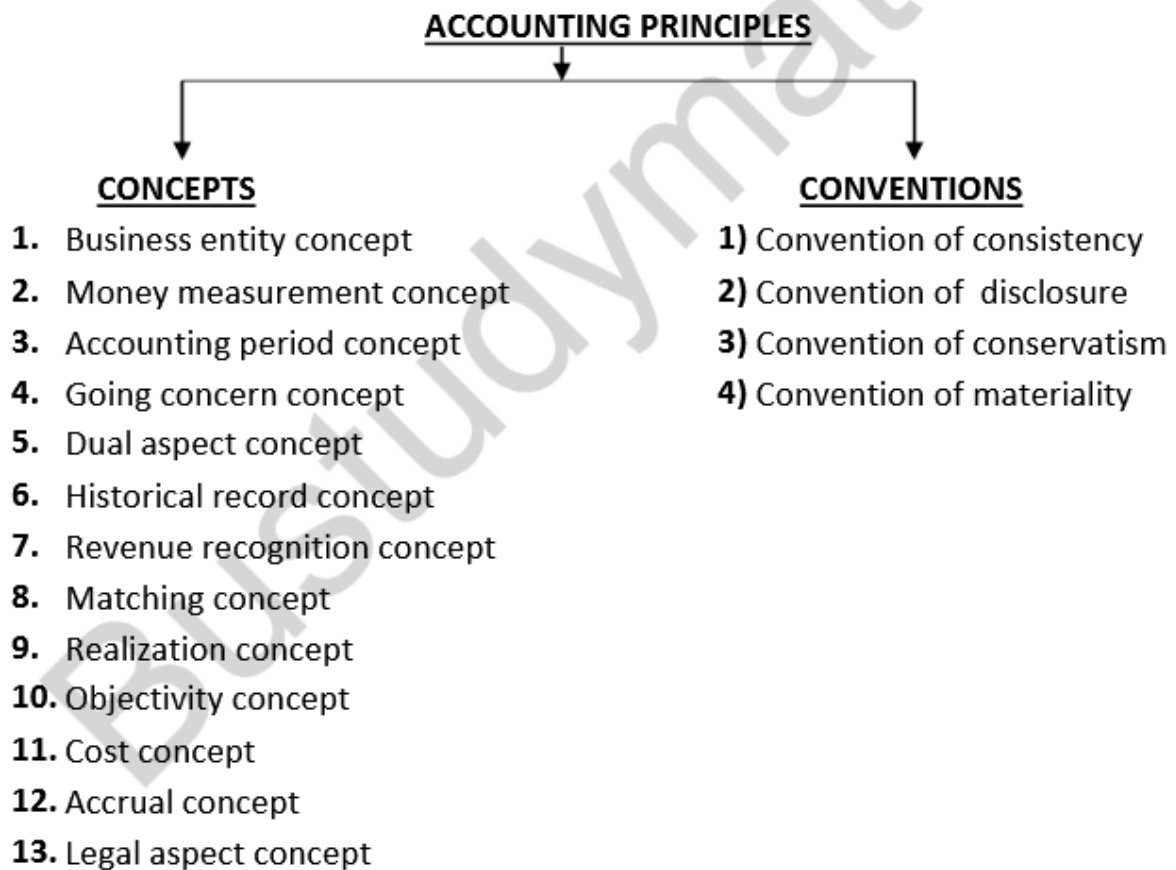 ACCOUNTING PRINCIPLES
CONCEPTS
1. Business entity concept
2. Money measurement concept
3. Accounting period concept
4. Going concern concept
5. Dual aspect concept
6. Historical record concept
7. Revenue recognition concept
8. Matching concept
9. Realization concept
10. Objectivity concept
11. Cost concept
12. Accrual concept
13. Legal aspect concept
CONVENTIONS
1) Convention of consistency
2) Convention of  disclosure
3) Convention of conservatism
4) Convention of materiality
Bustudymat